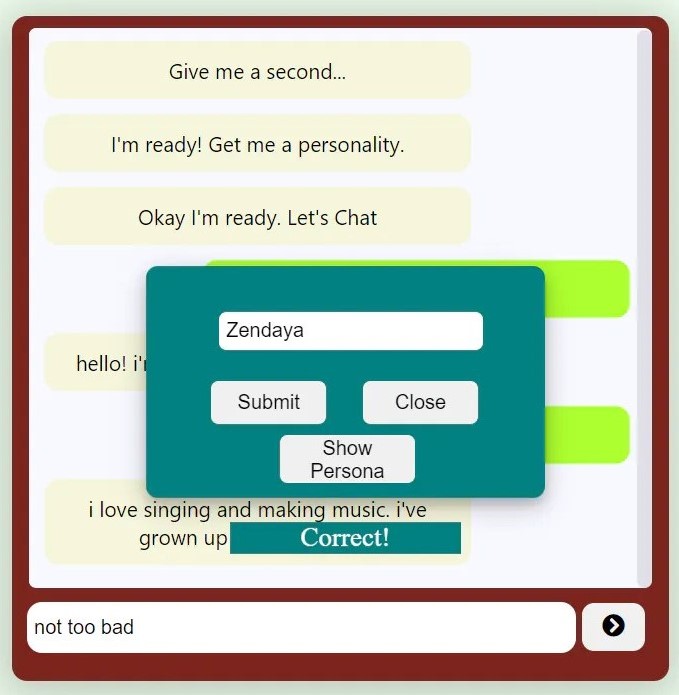 Give me a second...
I'm ready! Get me a personality.
Okay I'm ready. Let's Chat
Zendaya
hello! i'
Submit
Close
Show
Persona
i love singing and making music. i've
grown up
Correct!
not too bad